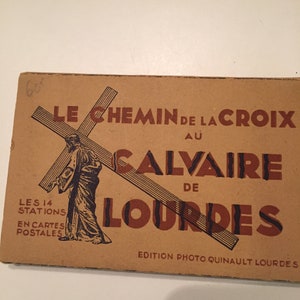 LE CHEMIN DE LA CROIX
AU
CALVAIRE
DE
LOURDES
LES 14
STATIONS
EN CARTES
POSTALES
EDITION PHOTO QUINAULT LOURDES